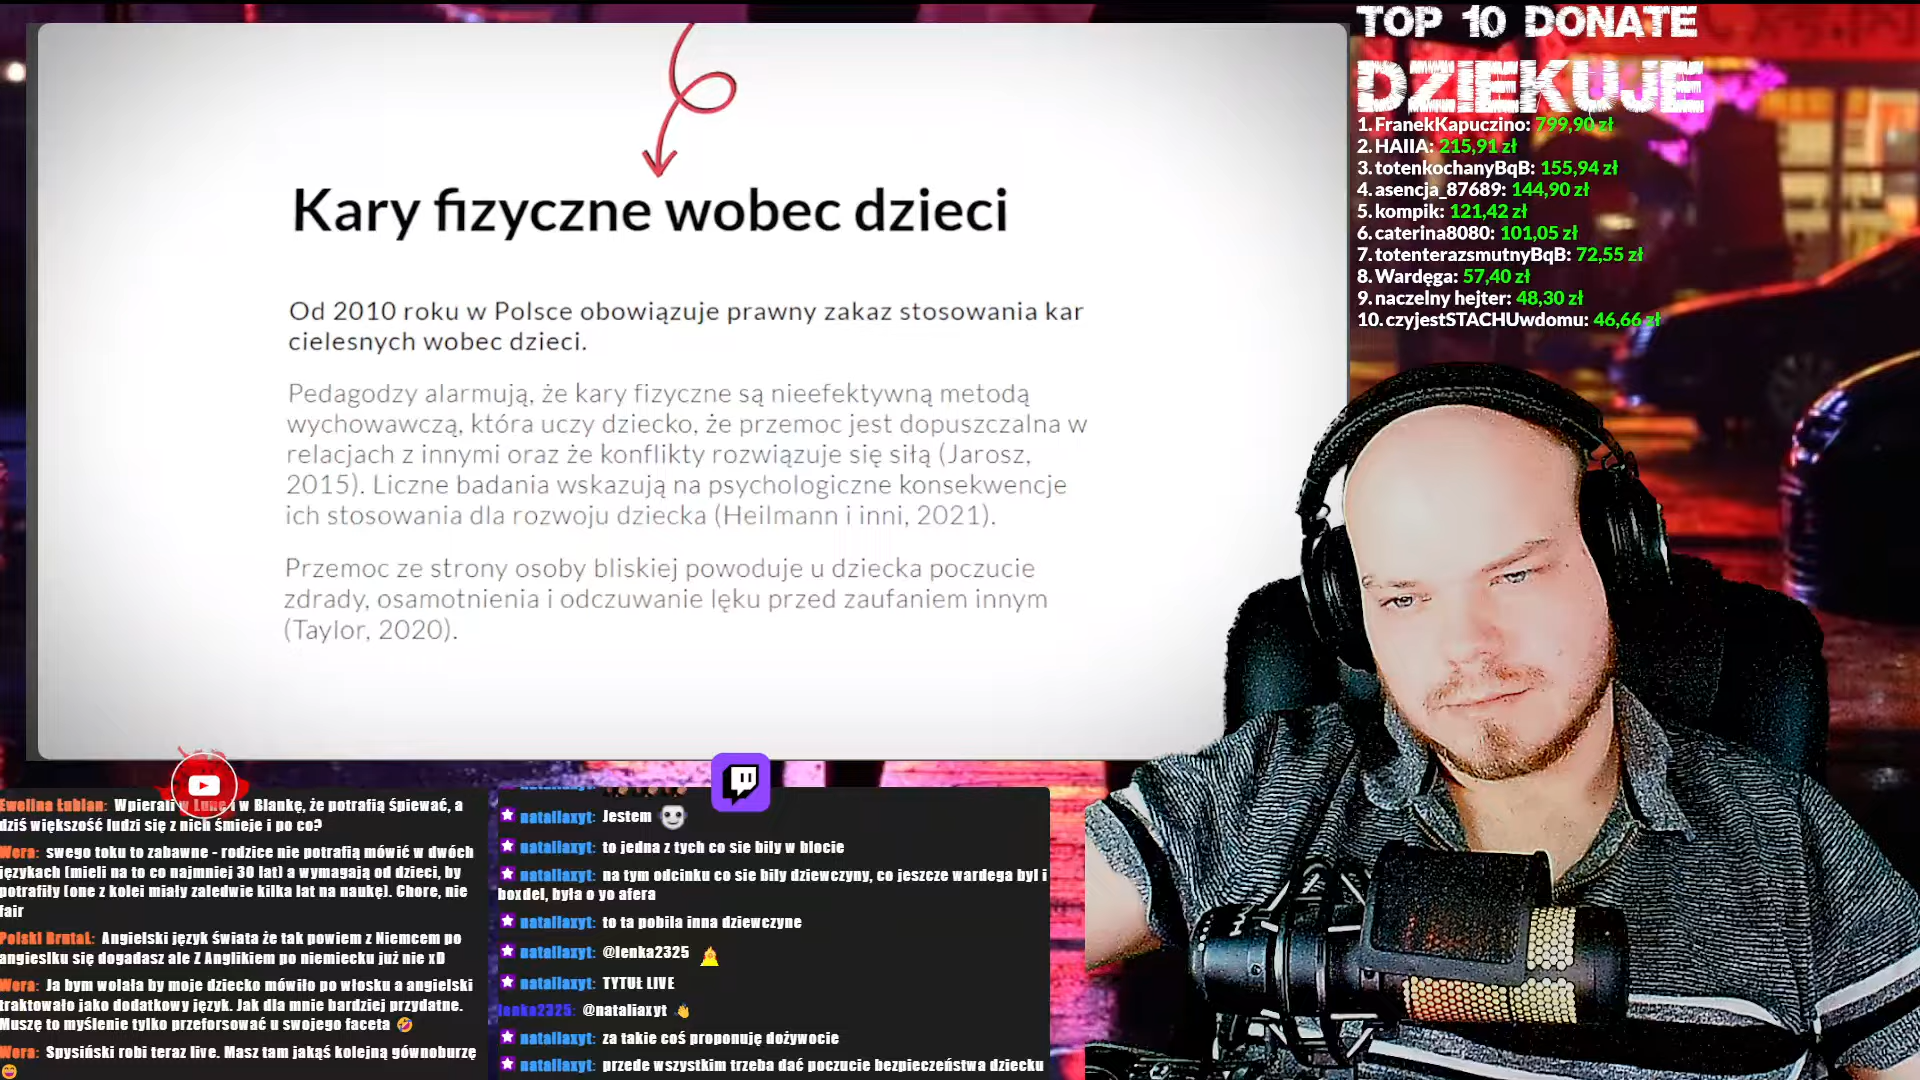 Kary fizyczne wobec dzieci
Od 2010 roku w Polsce obowiązuje prawny zakaz stosowania kar
cielesnych wobec dzieci.
Pedagodzy alarmują, że kary fizyczne są nieefektywną metodą
wychowawczą, która uczy dziecko, że przemoc jest dopuszczalna w
relacjach z innymi oraz że konflikty rozwiązuje się siłą (Jarosz,
2015). Liczne badania wskazują na psychologiczne konsekwencje
ich stosowania dla rozwoju dziecka (Heilmann i inni, 2021).
Przemoc ze strony osoby bliskiej powoduje u dziecka poczucie
zdrady, osamotnienia i odczuwanie lęku przed zaufaniem innym
(Taylor, 2020).
TOP 10 DONATE
DZIEKUJE
1. FranekKapuczino: 799,90 zł
2. HAIIA: 215,91 zł
3. totenkochanyBqB: 155,94 zł
4. asencja_87689: 144,90 zł
5. kompik: 121,42 zł
6. caterina8080: 101,05 zł
7. totenterazsmutnyBqB: 72,55 zł
8. Wardęga: 57,40 zł
9. naczelny hejter: 48,30 zł
10. czyjestSTACHUwdomu: 46,66 zł
Ewelina Łubian: Wpierali w Lunę i w Blankę, że potrafią śpiewać, a
dziś większość ludzi się z nich śmieje i po co?
Wera: swego toku to zabawne - rodzice nie potrafią mówić w dwóch
językach (mieli na to co najmniej 30 lat) a wymagają od dzieci, by
potrafiły (one z kolei miały zaledwie kilka lat na naukę). Chore, nie
fair
Polski Brutal: Angielski język świata że tak powiem z Niemcem po
angieslku się dogadasz ale Z Anglikiem po niemiecku już nie xD
Wera: Ja bym wolała by moje dziecko mówiło po włosku a angielski
traktowało jako dodatkowy język. Jak dla mnie bardziej przydatne.
Muszę to myślenie tylko przeforsować u swojego faceta 🤣
Wera: Spysiński robi teraz live. Masz tam jakąś kolejną gównoburzę
😄
nataliaxyt: Jestem
nataliaxyt: to jedna z tych co sie bily w blocie
nataliaxyt: na tym odcinku co sie bily dziewczyny, co jeszcze wardega byl i
boxdel, była o yo afera
nataliaxyt: to ta pobila inna dziewczyne
nataliaxyt: @lenka2325
nataliaxyt: TYTUŁ LIVE
lenka2325: @nataliaxyt 👋
nataliaxyt: za takie coś proponuję dożywocie
nataliaxyt: przede wszystkim trzeba dać poczucie bezpieczeństwa dziecku